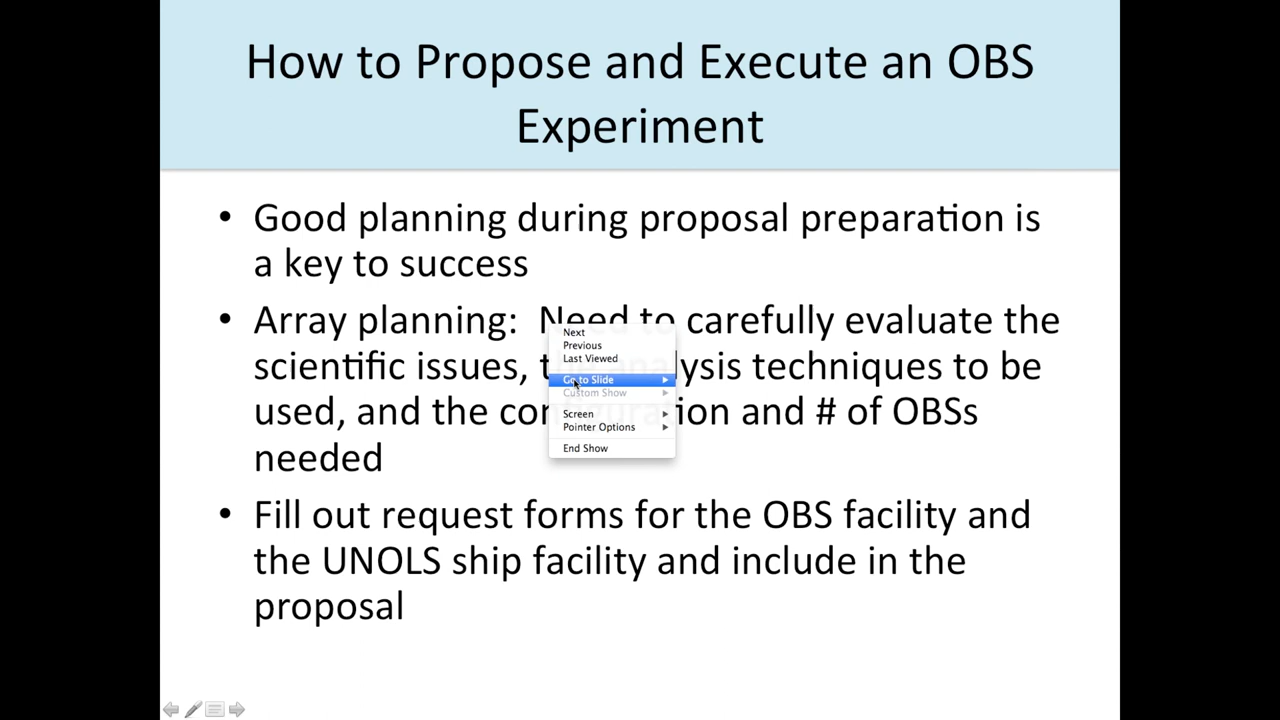 How to Propose and Execute an OBS
Experiment
• Good planning during proposal preparation is
a key to success
• Array planning: Need to carefully evaluate the
scientific issues, the analysis techniques to be
used, and the configuration and # of OBSs
needed
• Fill out request forms for the OBS facility and
the UNOLS ship facility and include in the
proposal
Next
Previous
Last Viewed
Go to Slide
Custom Show
Screen
Pointer Options
End Show